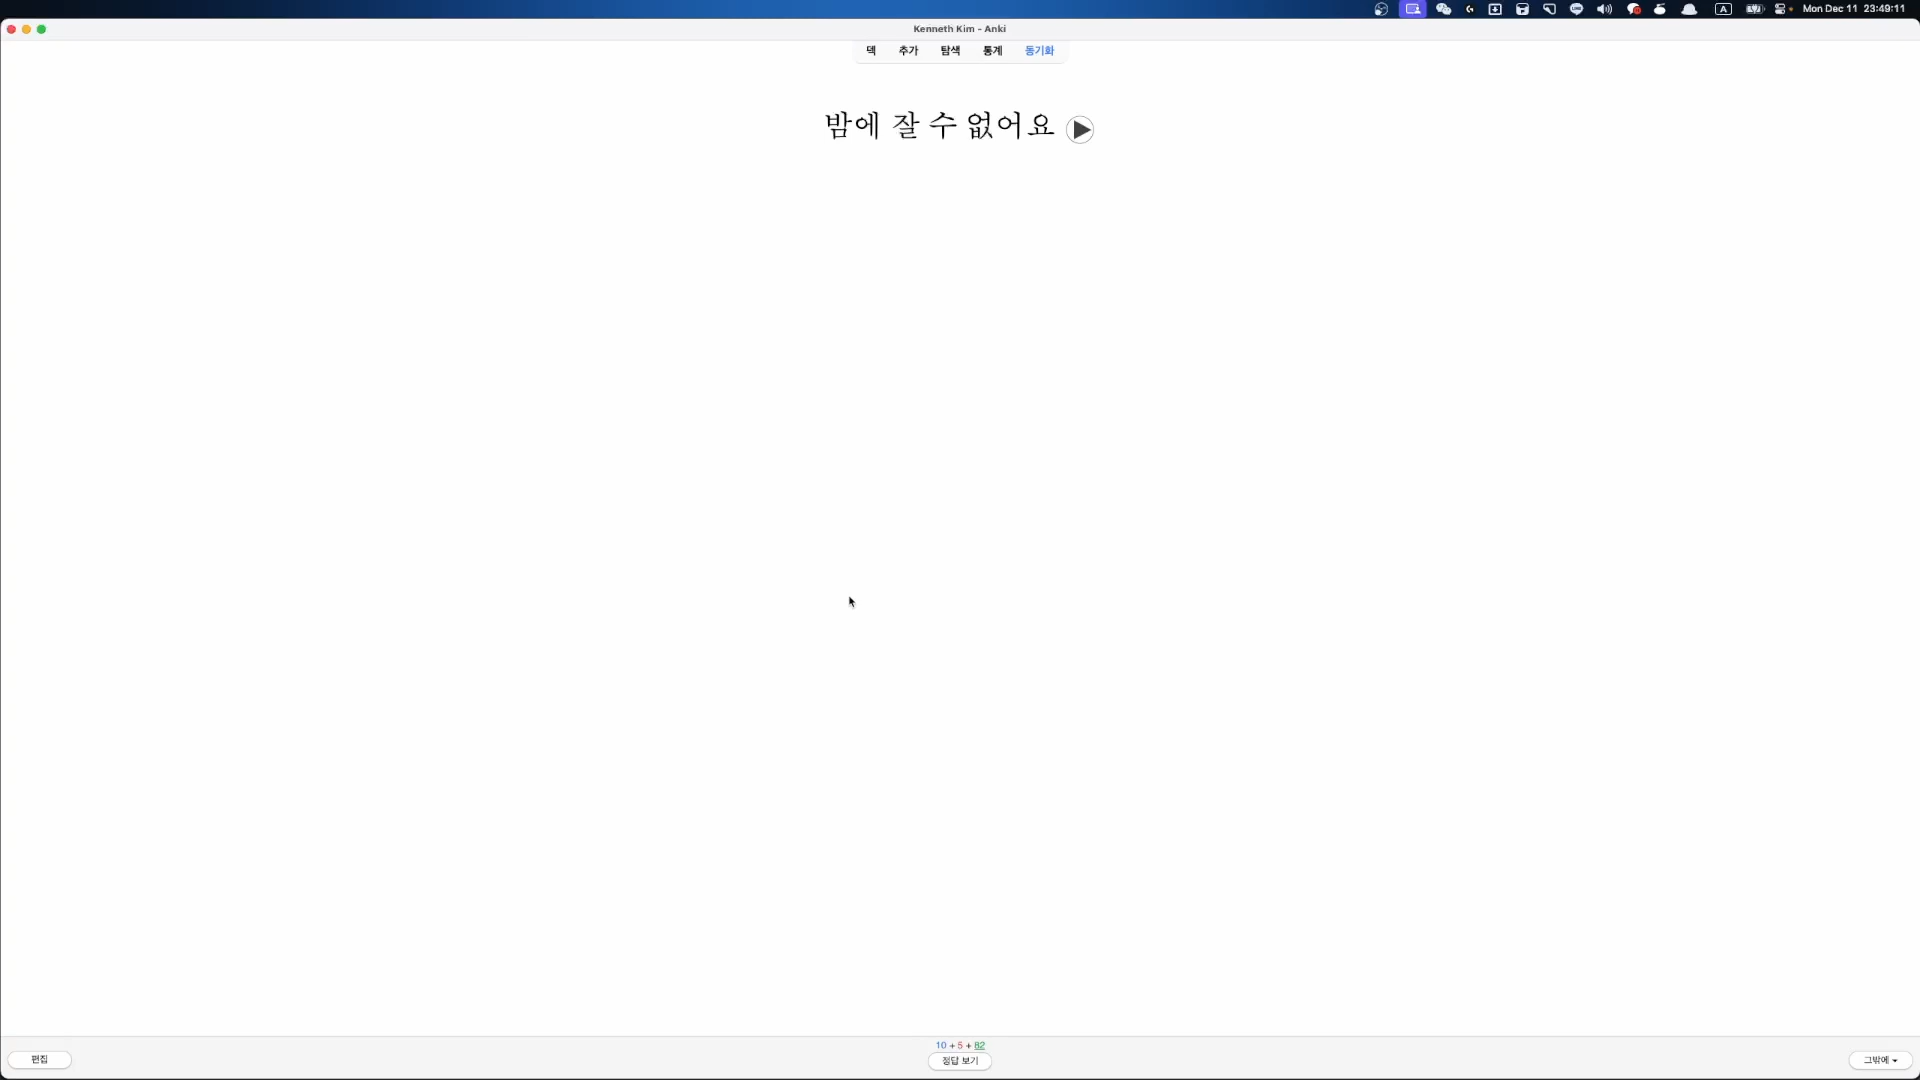 Mon Dec 11 23:49:11
Kenneth Kim - Anki
덱 추가 탐색 통계 동기화
밤에 잘 수 없어요
10 + 5 + 82
편집 정답 보기 그밖에